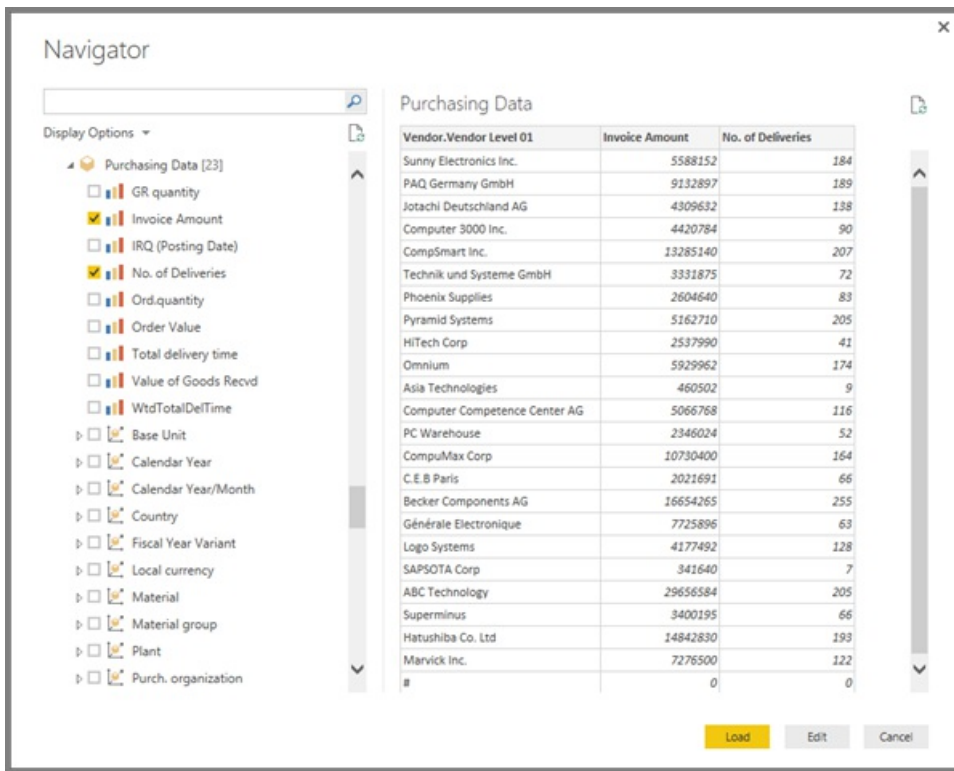 Navigator
Display Options
Purchasing Data [23]
GR quantity
Invoice Amount
IRQ (Posting Date)
No. of Deliveries
Ord.quantity
Order Value
Total delivery time
Value of Goods Recvd
WtdTotalDelTime
Base Unit
Calendar Year
Calendar Year/Month
Country
Fiscal Year Variant
Local currency
Material
Material group
Plant
Purch. organization
Purchasing Data
Vendor.Vendor Level 01 Invoice Amount No. of Deliveries
Sunny Electronics Inc. 5588152 184
PAQ Germany GmbH 9132897 189
Jotachi Deutschland AG 4309632 138
Computer 3000 Inc. 4420784 90
CompSmart Inc. 13285140 207
Technik und Systeme GmbH 3331875 72
Phoenix Supplies 2604640 83
Pyramid Systems 5162710 205
HiTech Corp 2537990 41
Omnium 5929962 174
Asia Technologies 460502 9
Computer Competence Center AG 5066768 116
PC Warehouse 2346024 52
CompuMax Corp 10730400 164
C.E.B Paris 2021691 66
Becker Components AG 16654265 255
Générale Electronique 7725896 63
Logo Systems 4177492 128
SAPSOTA Corp 341640 7
ABC Technology 29656584 205
Superminus 3400195 66
Hatushiba Co. Ltd 14842830 193
Marvick Inc. 7276500 122
# 0 0
Load Edit Cancel